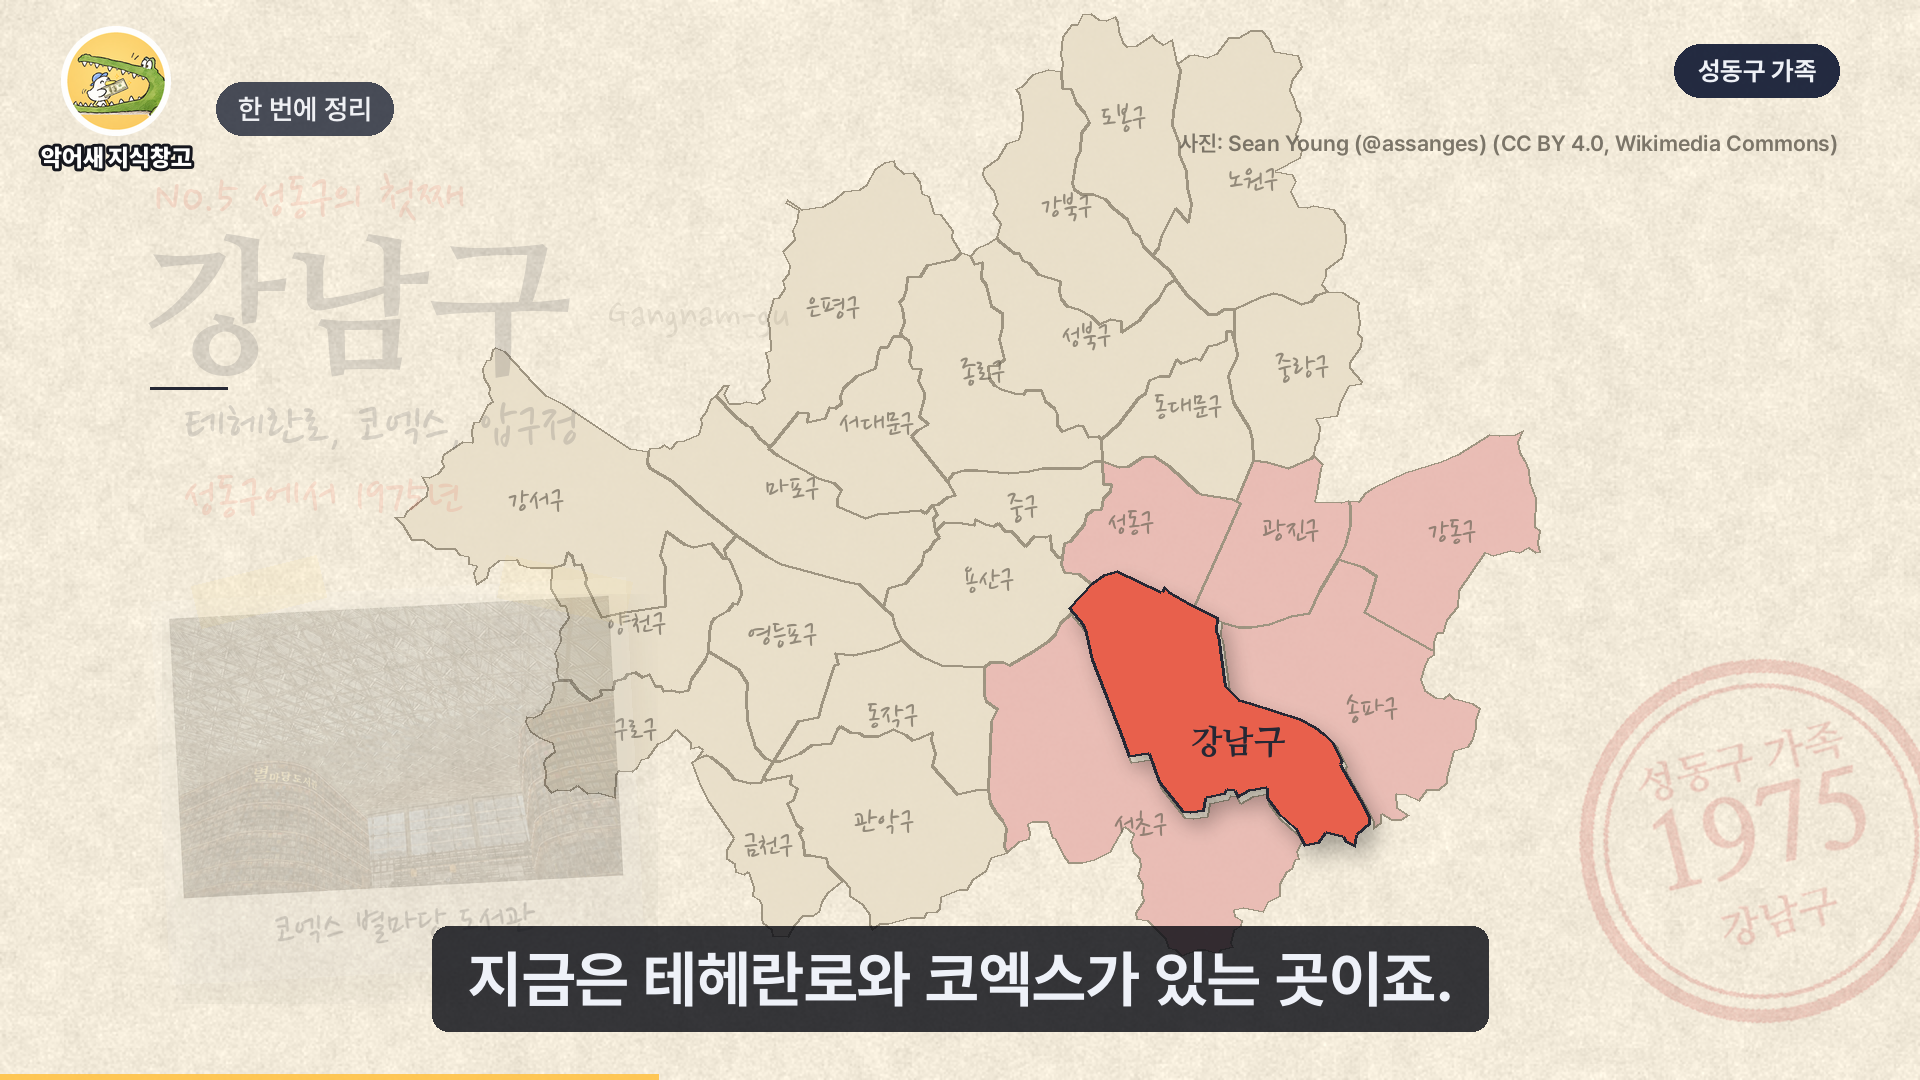 악어새 지식창고
한 번에 정리
성동구 가족
사진: Sean Young (@assanges) (CC BY 4.0, Wikimedia Commons)
NO.5 성동구의 첫째
강남구
Gangnam-gu
테헤란로, 코엑스, 압구정
성동구에서 1975년
도봉구
노원구
강북구
은평구
성북구
종로구
중랑구
동대문구
서대문구
마포구
강서구
중구
성동구
광진구
강동구
용산구
양천구
영등포구
구로구
동작구
송파구
강남구
서초구
관악구
금천구
별마당 도서관
코엑스 별마당 도서관
성동구 가족
1975
강남구
지금은 테헤란로와 코엑스가 있는 곳이죠.